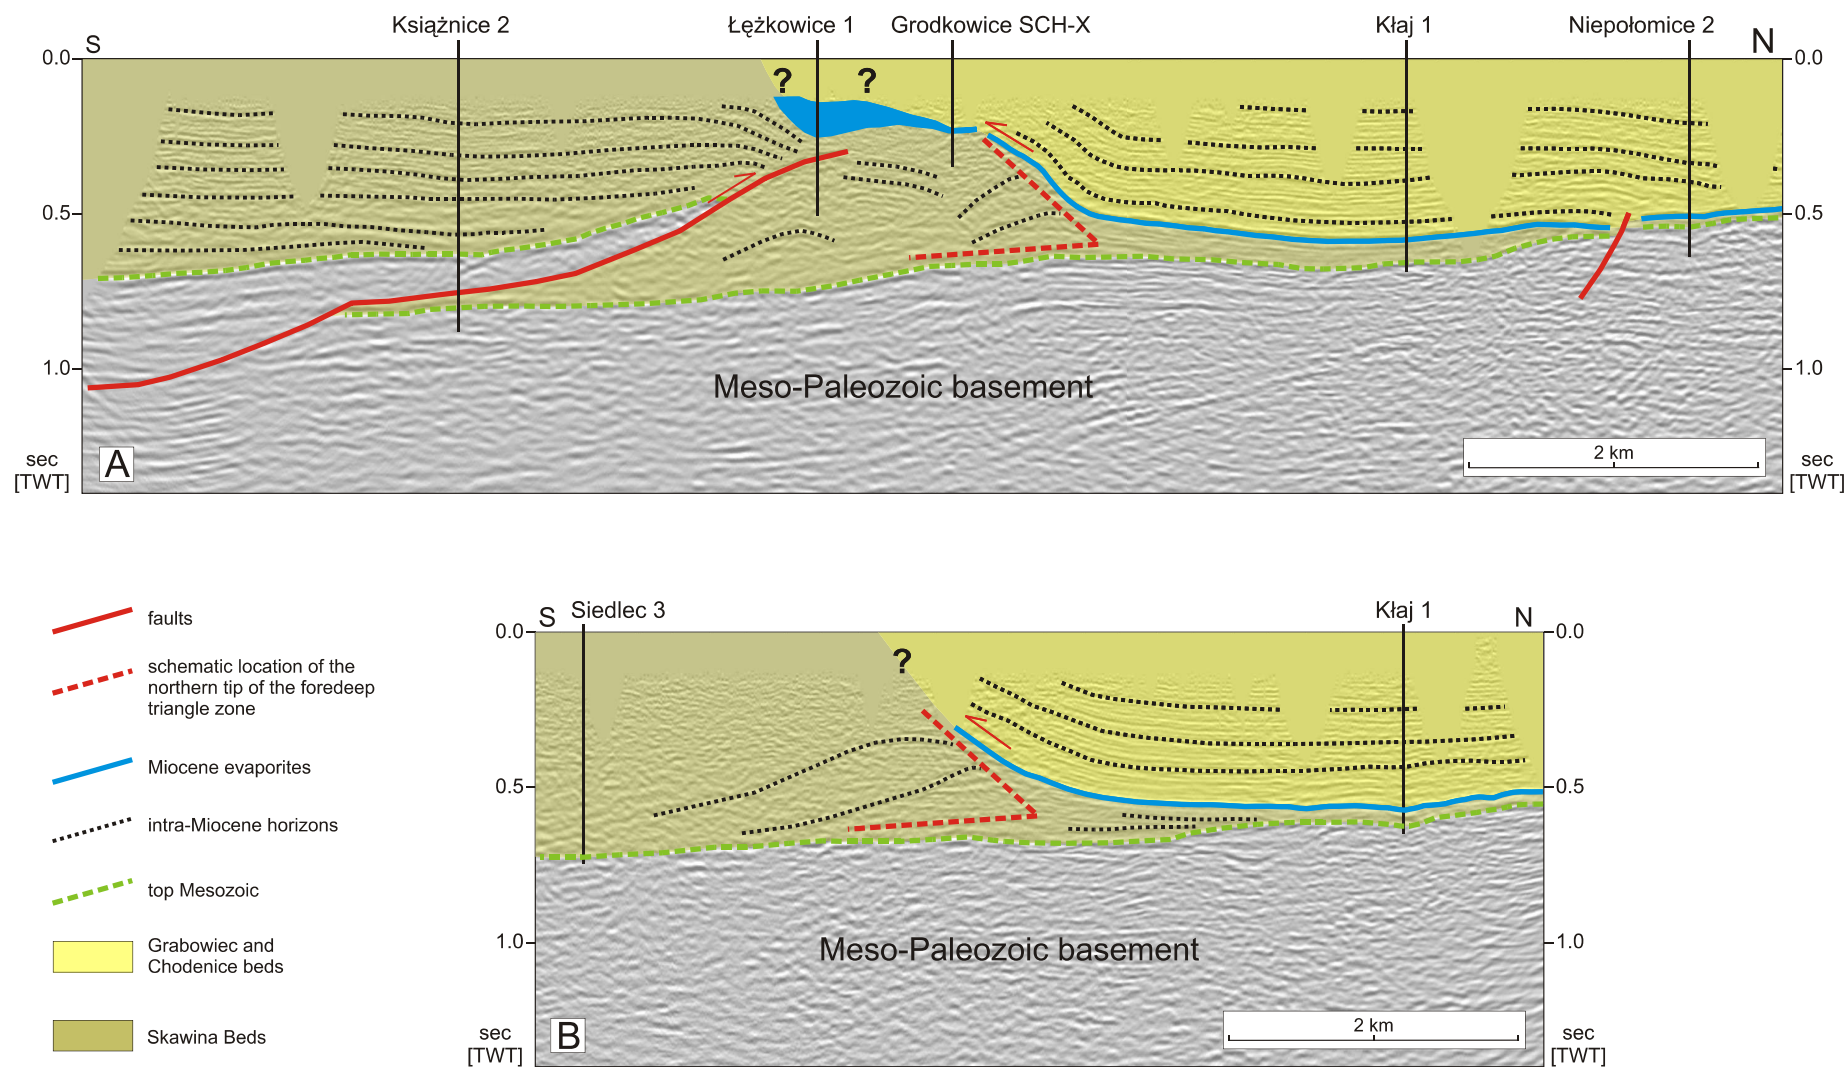 Książnice 2
Łężkowice 1
Grodkowice SCH-X
Kłaj 1
Niepołomice 2
S
N
0.0
0.0
?
?
0.5
0.5
1.0
1.0
Meso-Paleozoic basement
2 km
A
sec
[TWT]
sec
[TWT]
faults
schematic location of the
northern tip of the foredeep
triangle zone
Miocene evaporites
intra-Miocene horizons
top Mesozoic
Grabowiec and
Chodenice beds
Skawina Beds
S
Siedlec 3
Kłaj 1
N
0.0
0.0
?
0.5
0.5
1.0
1.0
Meso-Paleozoic basement
2 km
B
sec
[TWT]
sec
[TWT]